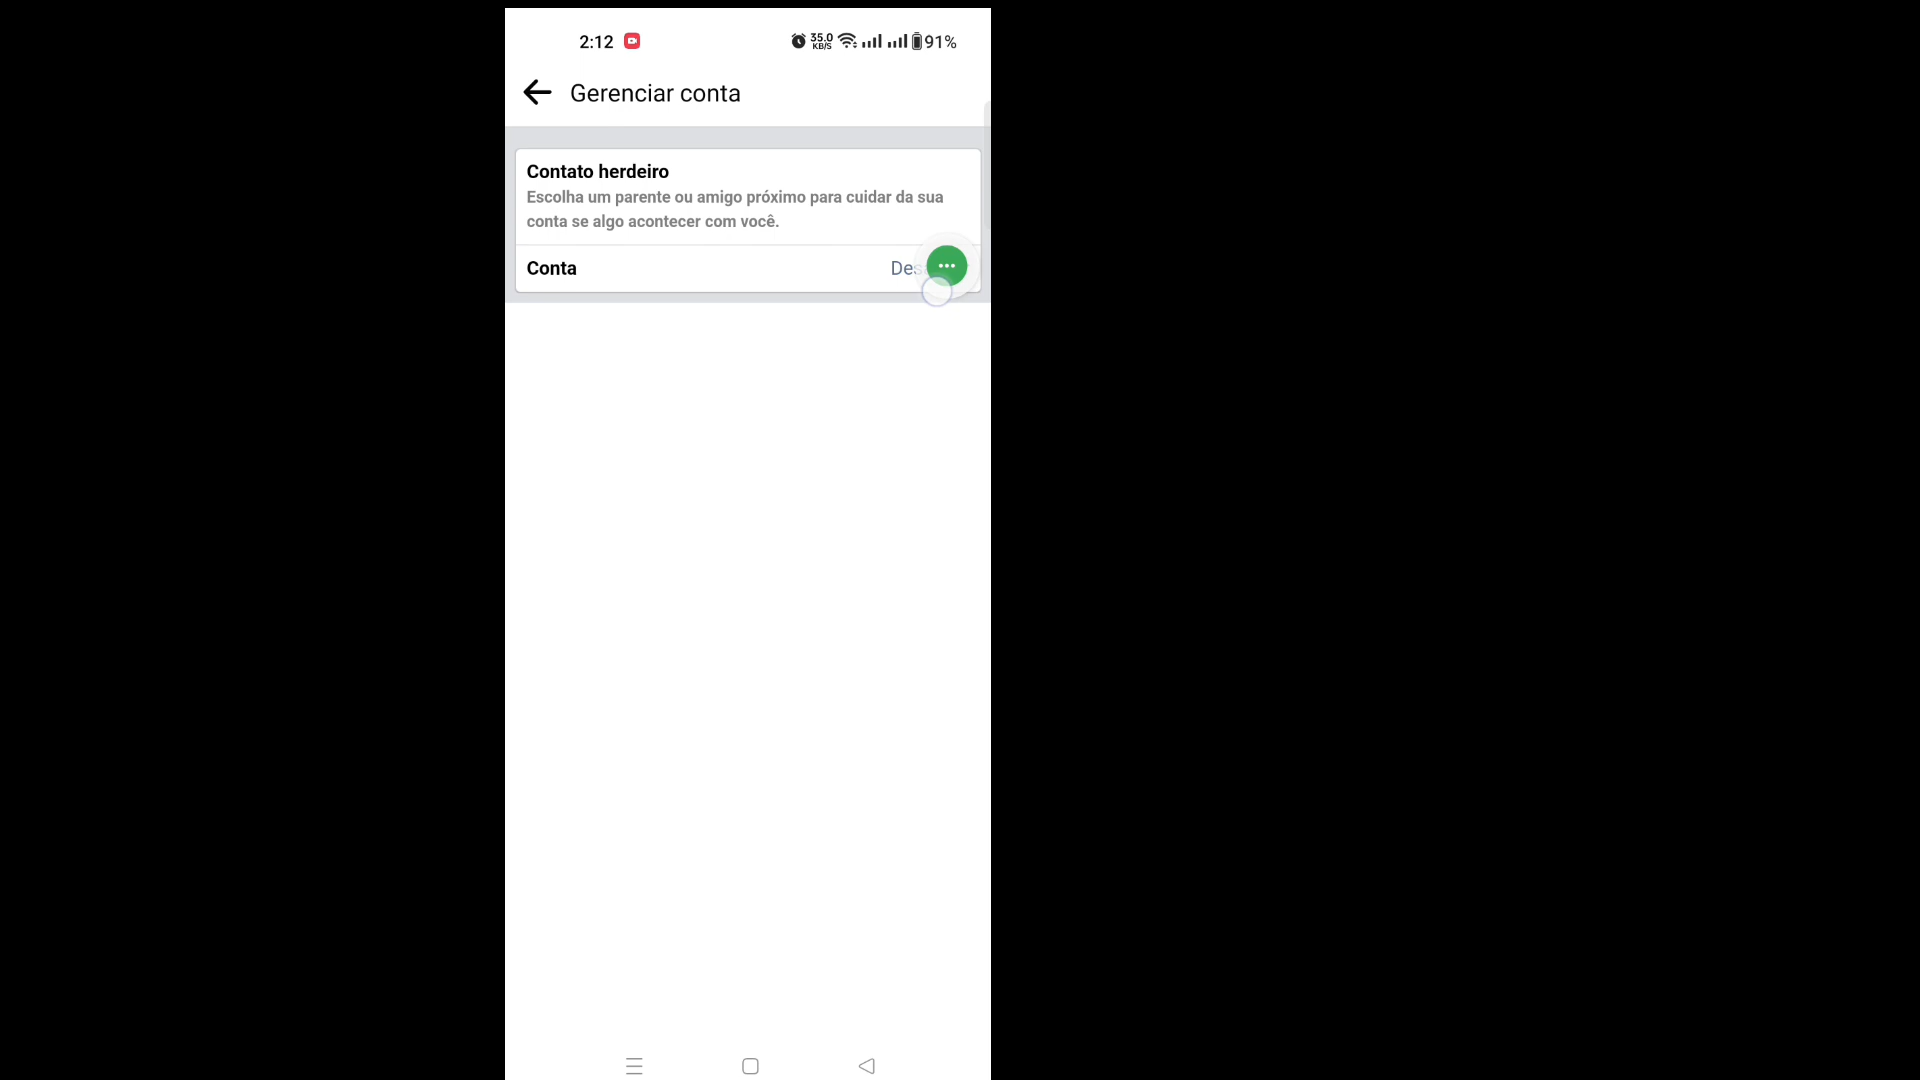 2:12
35.0
KB/S
91%
Gerenciar conta
Contato herdeiro
Escolha um parente ou amigo próximo para cuidar da sua
conta se algo acontecer com você.
Conta